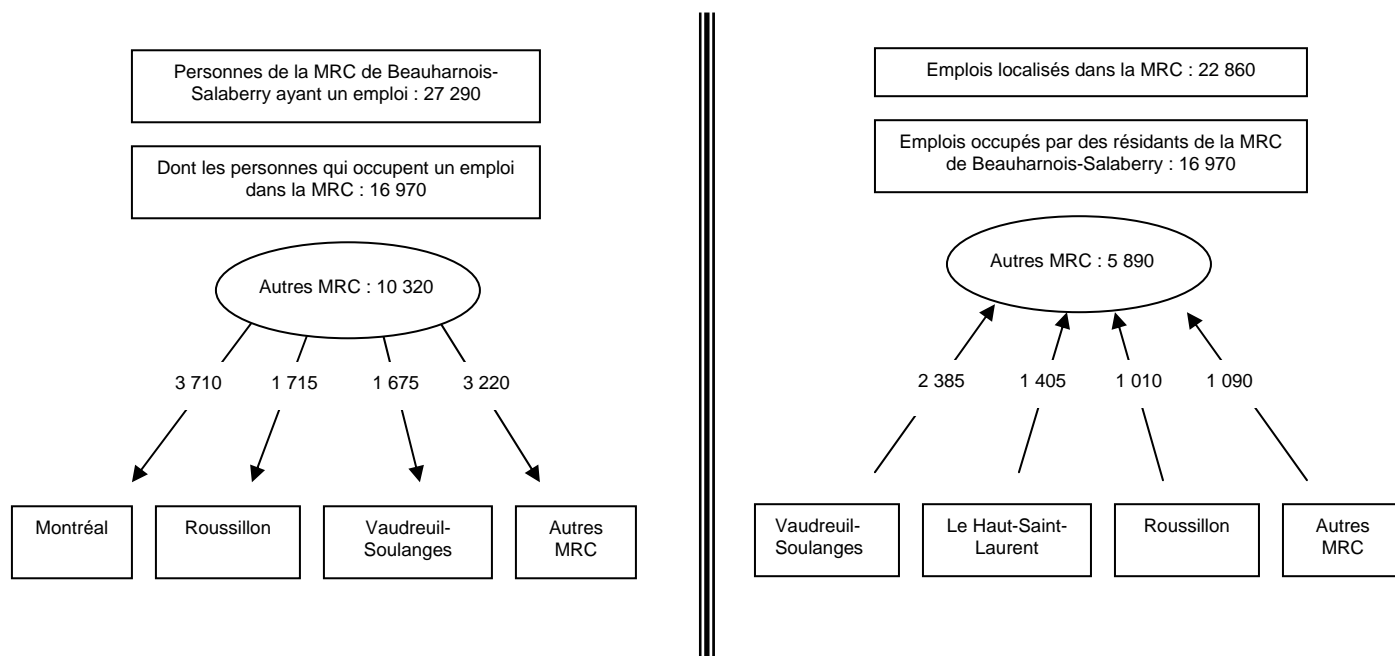 Personnes de la MRC de Beauharnois-
Salaberry ayant un emploi : 27 290
Dont les personnes qui occupent un emploi
dans la MRC : 16 970
Autres MRC : 10 320
3 710 1 715 1 675 3 220
Montréal
Roussillon
Vaudreuil-
Soulanges
Autres
MRC
Emplois localisés dans la MRC : 22 860
Emplois occupés par des résidants de la MRC
de Beauharnois-Salaberry : 16 970
Autres MRC : 5 890
2 385 1 405 1 010 1 090
Vaudreuil-
Soulanges
Le Haut-Saint-
Laurent
Roussillon
Autres
MRC